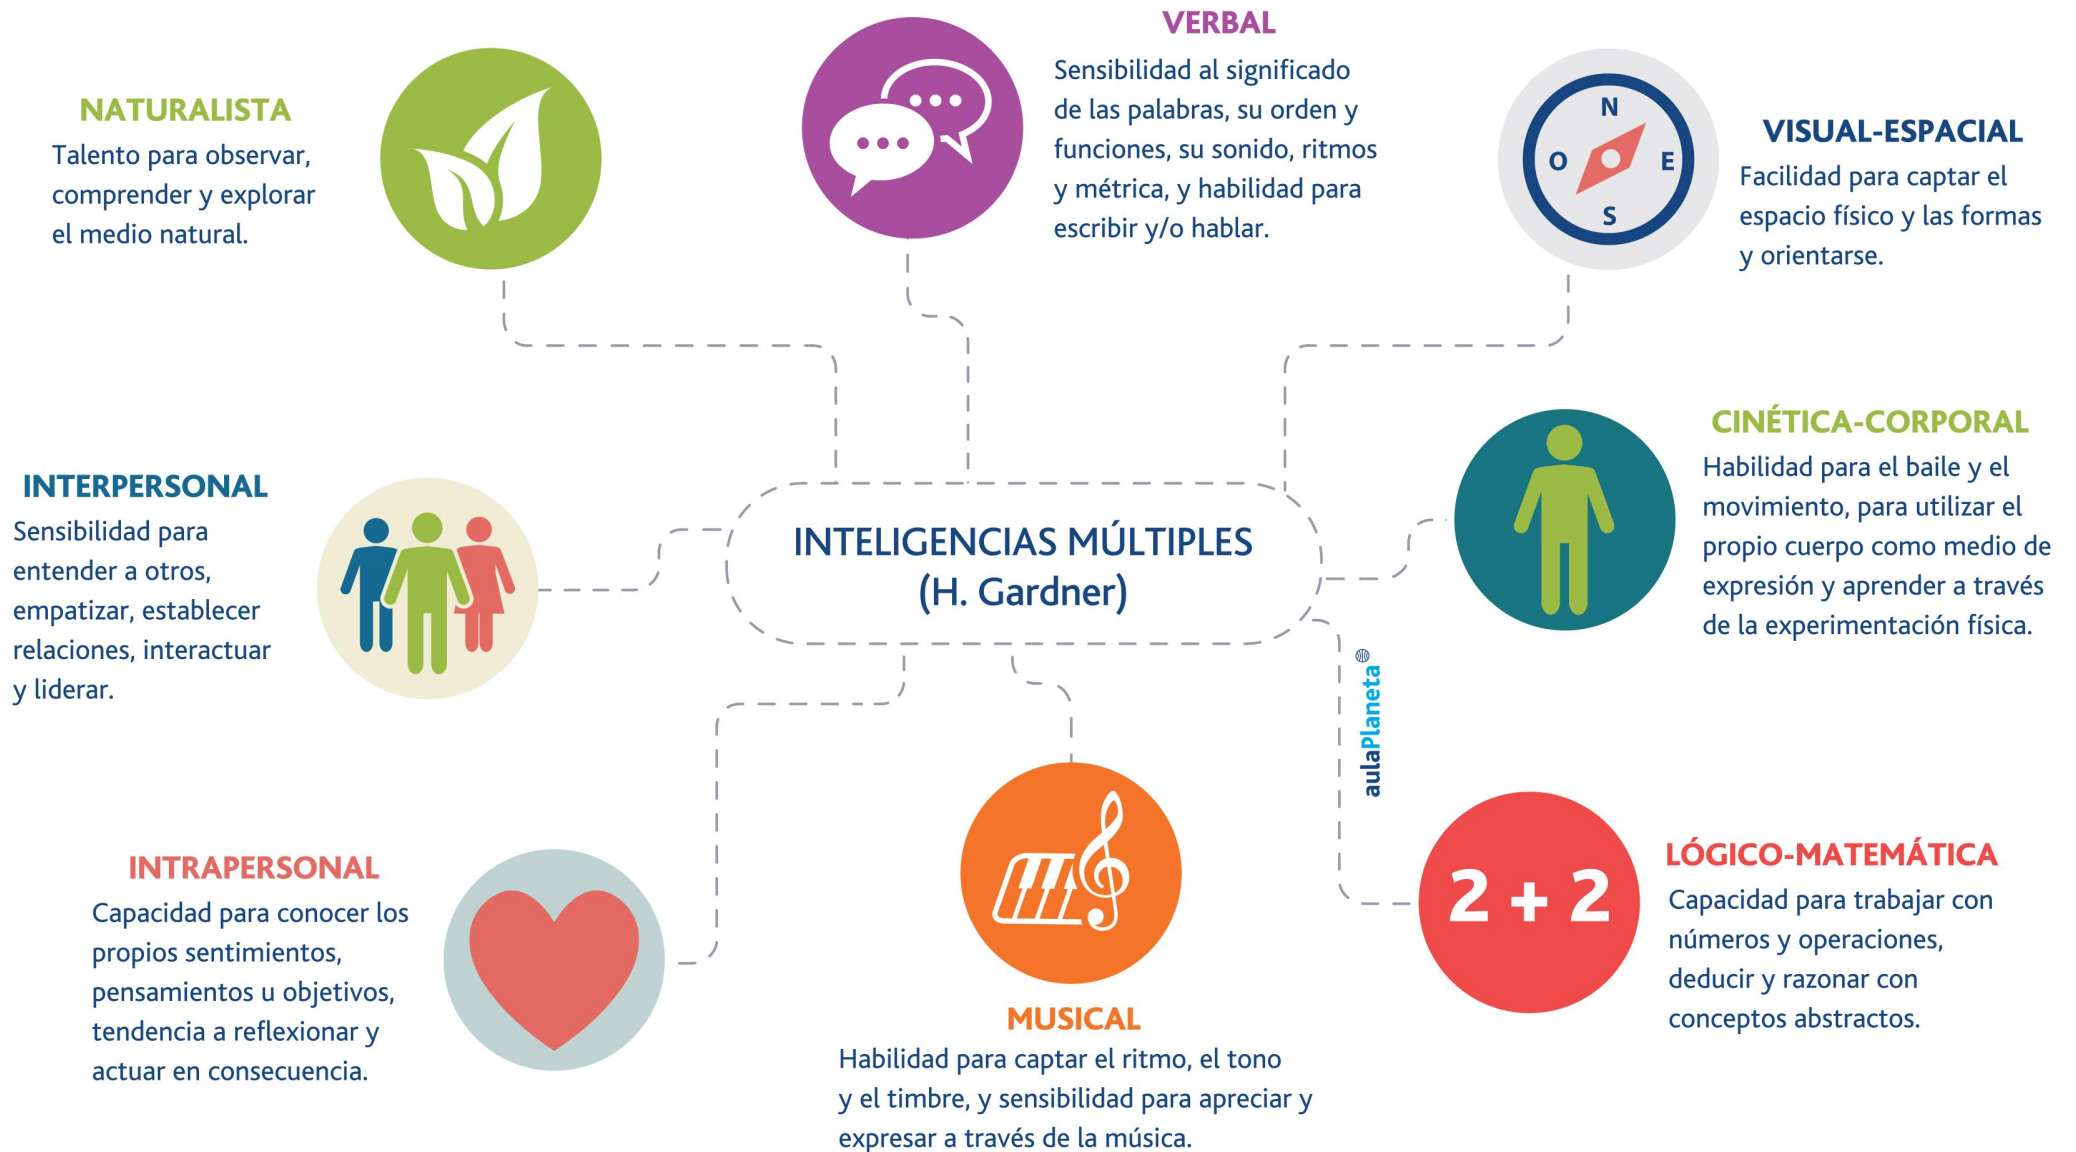 VERBAL
Sensibilidad al significado
de las palabras, su orden y
funciones, su sonido, ritmos
y métrica, y habilidad para
escribir y/o hablar.
NATURALISTA
Talento para observar,
comprender y explorar
el medio natural.
N
O
E
S
VISUAL-ESPACIAL
Facilidad para captar el
espacio físico y las formas
y orientarse.
CINÉTICA-CORPORAL
Habilidad para el baile y el
movimiento, para utilizar el
propio cuerpo como medio de
expresión y aprender a través
de la experimentación física.
INTERPERSONAL
Sensibilidad para
entender a otros,
empatizar, establecer
relaciones, interactuar
y liderar.
INTELIGENCIAS MÚLTIPLES
(H. Gardner)
aulaPlaneta
INTRAPERSONAL
Capacidad para conocer los
propios sentimientos,
pensamientos u objetivos,
tendencia a reflexionar y
actuar en consecuencia.
MUSICAL
Habilidad para captar el ritmo, el tono
y el timbre, y sensibilidad para apreciar y
expresar a través de la música.
2 + 2
LÓGICO-MATEMÁTICA
Capacidad para trabajar con
números y operaciones,
deducir y razonar con
conceptos abstractos.